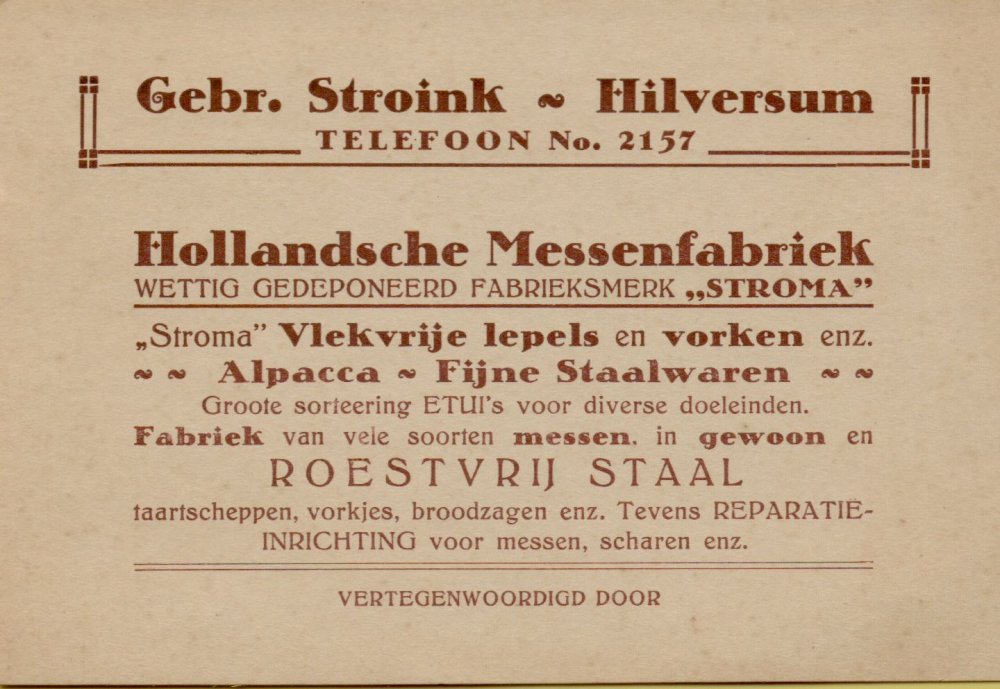 Gebr. Stroink ~ Hilversum
TELEFOON No. 2157
Hollandsche Messenfabriek
WETTIG GEDEPONEERD FABRIEKSMERK „STROMA”
„Stroma” Vlekvrije lepels en vorken enz.
~ ~ Alpacca ~ Fijne Staalwaren ~ ~
Groote sorteering ETUI's voor diverse doeleinden.
Fabriek van vele soorten messen. in gewoon en
ROESTVRIJ STAAL
taartscheppen, vorkjes, broodzagen enz. Tevens REPARATIE-
INRICHTING voor messen, scharen enz.
VERTEGENWOORDIGD DOOR